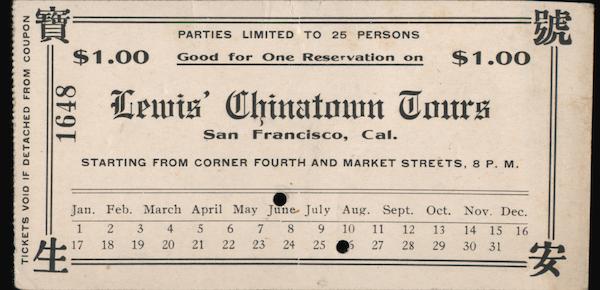 寶 號
PARTIES LIMITED TO 25 PERSONS
$1.00 Good for One Reservation on $1.00
Lewis' Chinatown Tours
San Francisco, Cal.
STARTING FROM CORNER FOURTH AND MARKET STREETS, 8 P. M.
Jan. Feb. March April May June July Aug. Sept. Oct. Nov. Dec.
1 2 3 4 5 6 7 8 9 10 11 12 13 14 15 16
17 18 19 20 21 22 23 24 25 27 28 29 30 31
生 安
1648
TICKETS VOID IF DETACHED FROM COUPON